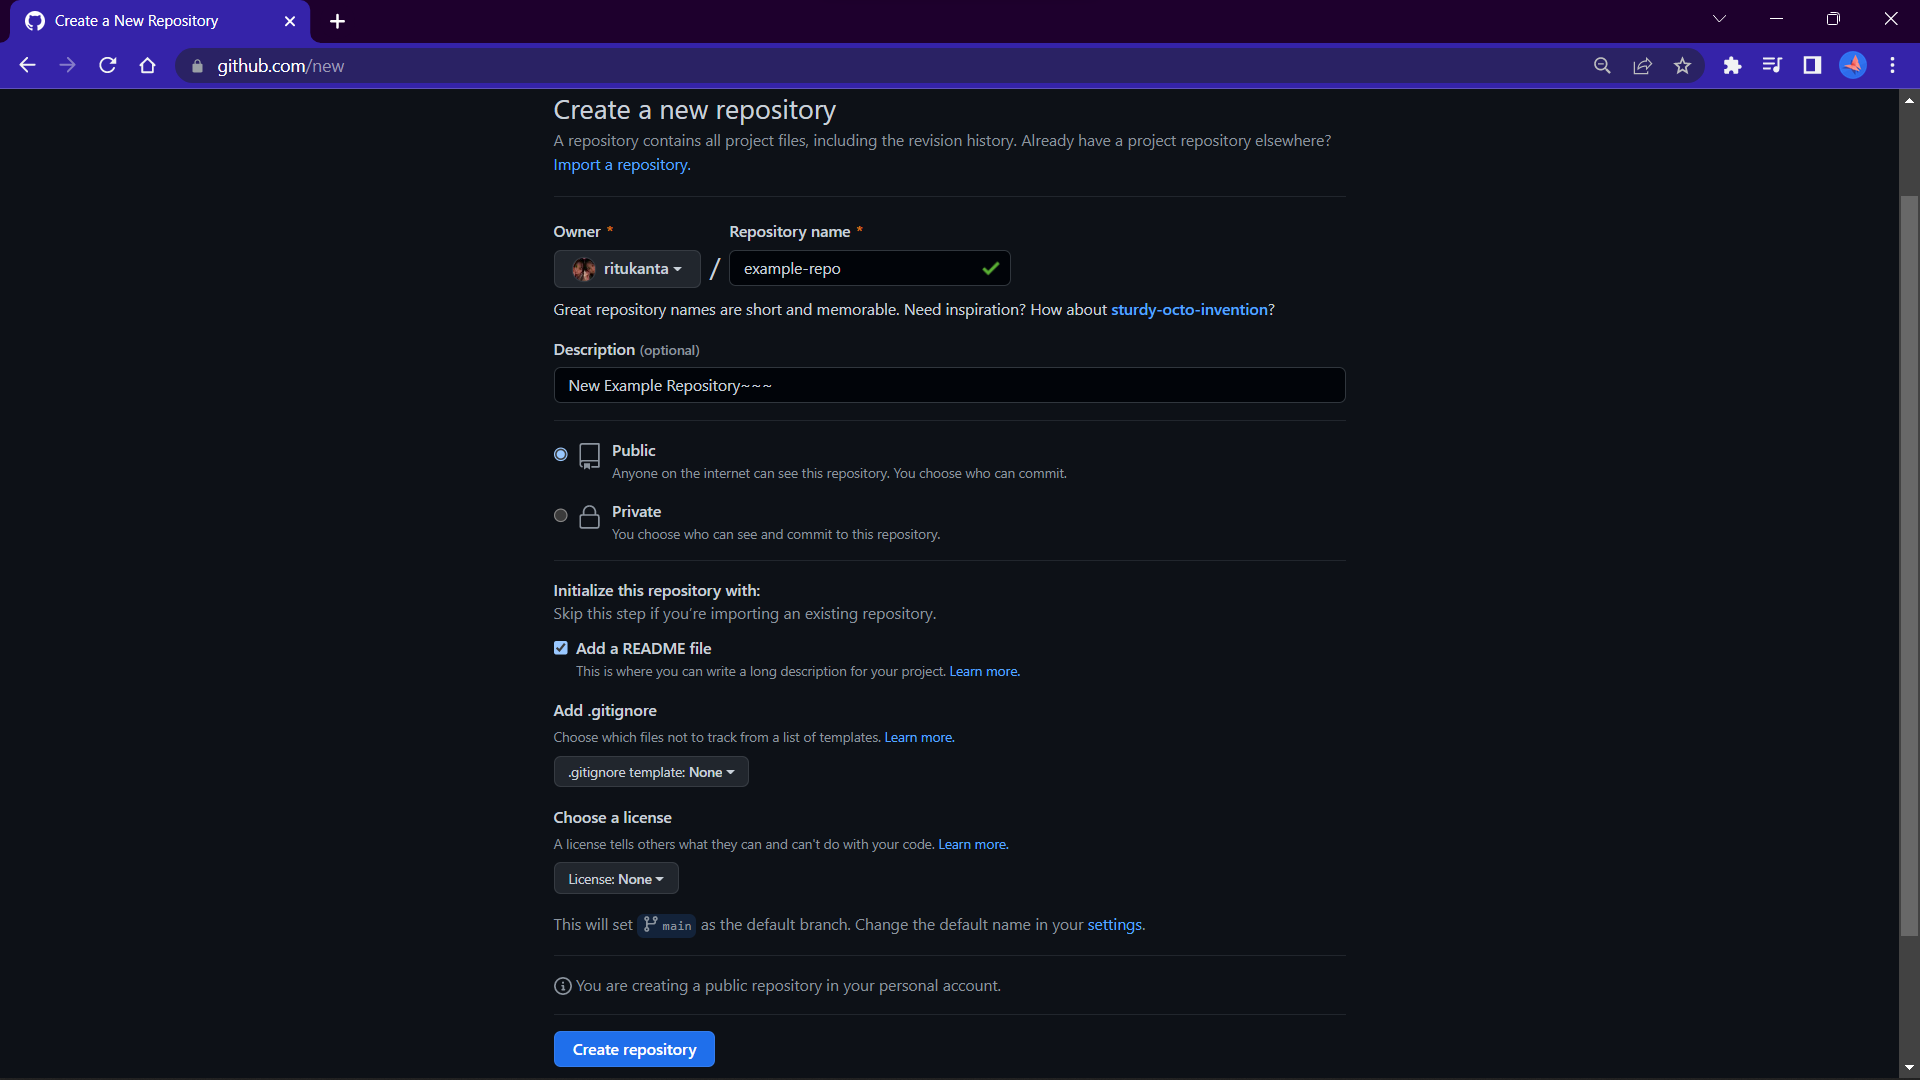 Create a New Repository
github.com/new
Create a new repository
A repository contains all project files, including the revision history. Already have a project repository elsewhere?
Import a repository.
Owner * Repository name *
ritukanta / example-repo
Great repository names are short and memorable. Need inspiration? How about sturdy-octo-invention?
Description (optional)
New Example Repository~~~
Public
Anyone on the internet can see this repository. You choose who can commit.
Private
You choose who can see and commit to this repository.
Initialize this repository with:
Skip this step if you're importing an existing repository.
Add a README file
This is where you can write a long description for your project. Learn more.
Add .gitignore
Choose which files not to track from a list of templates. Learn more.
.gitignore template: None
Choose a license
A license tells others what they can and can't do with your code. Learn more.
License: None
This will set main as the default branch. Change the default name in your settings.
You are creating a public repository in your personal account.
Create repository